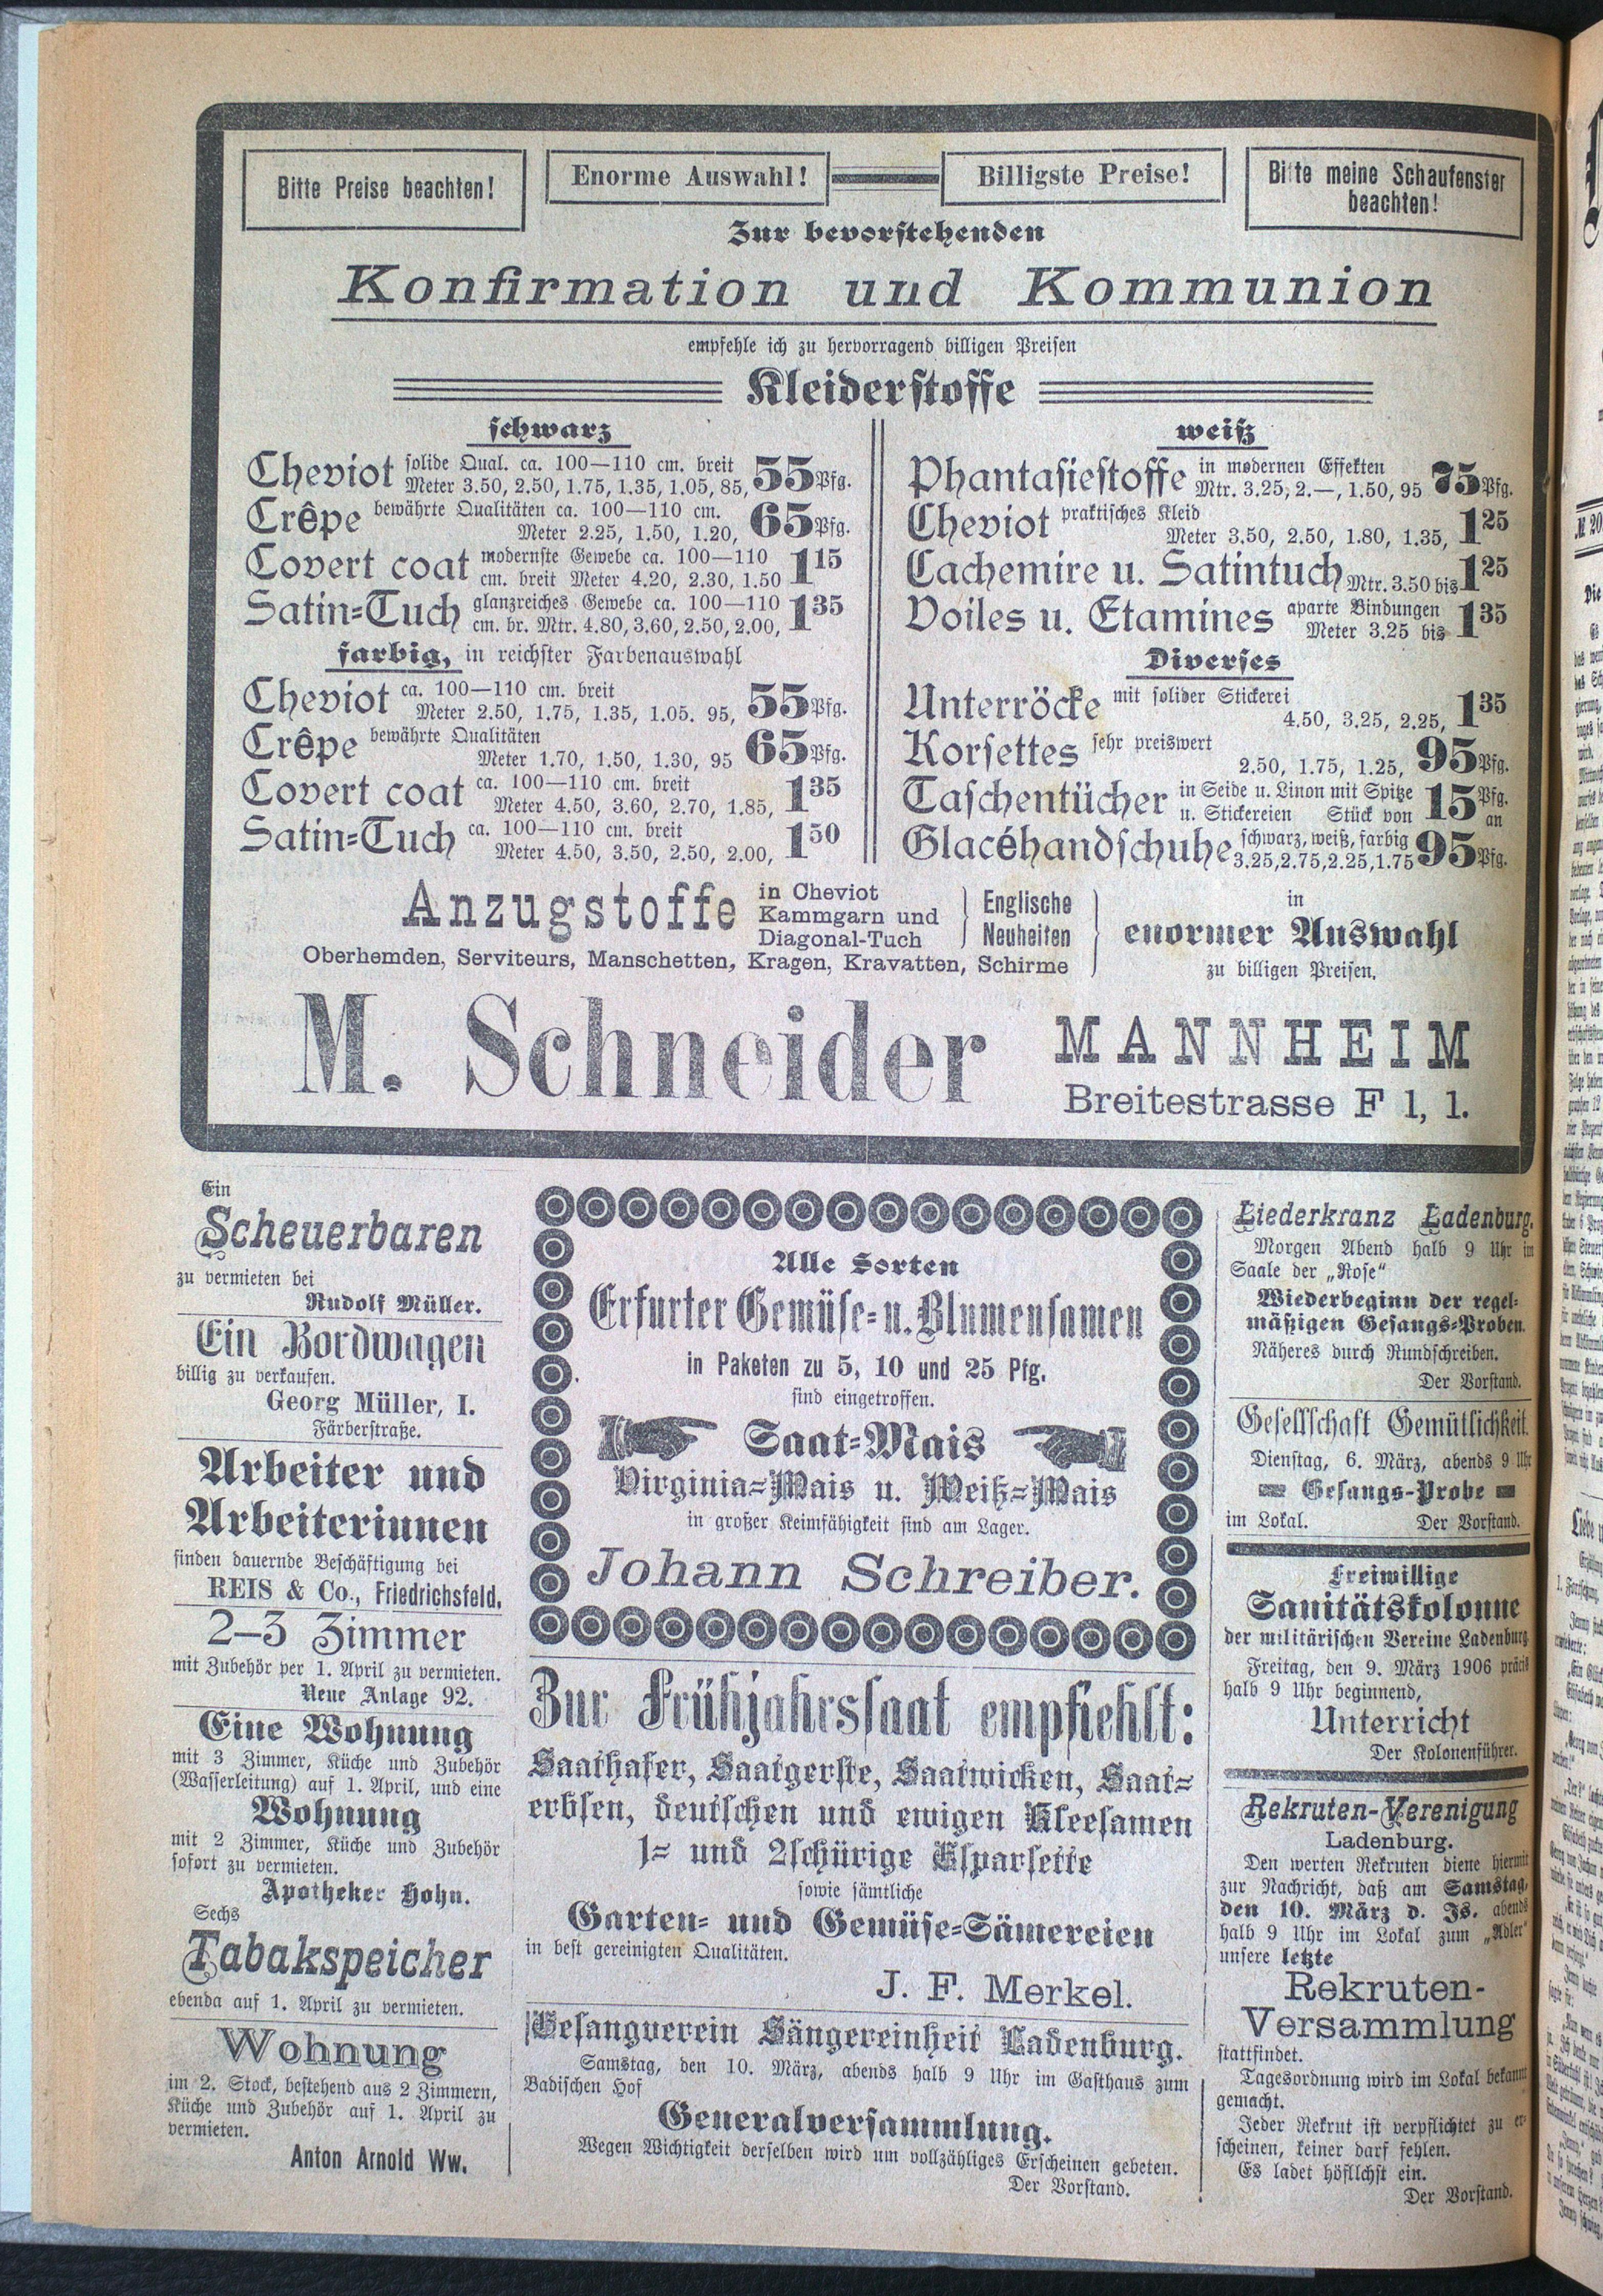 Bitte Preise beachten!
Enorme Auswahl!
Billigste Preise!
Bitte meine Schaufenster
beachten!
Zur bevorstehenden
Konfirmation und Kommunion
empfehle ich zu hervorragend billigen Preisen
Kleiderstoffe
schwarz
Cheviot solide Qual. ca. 100—110 cm. breit
Meter 3.50, 2.50, 1.75, 1.35, 1.05, 85, 55 Pfg.
Crêpe bewährte Qualitäten ca. 100—110 cm.
Meter 2.25, 1.50, 1.20, 65 Pfg.
Covert coat modernste Gewebe ca. 100—110
cm. breit Meter 4.20, 2.30, 1.50 1 15
Satin=Tuch glanzreiches Gewebe ca. 100—110
cm. br. Mtr. 4.80, 3.60, 2.50, 2.00, 1 35
farbig, in reichster Farbenauswahl
Cheviot ca. 100—110 cm. breit
Meter 2.50, 1.75, 1.35, 1.05. 95, 55 Pfg.
Crêpe bewährte Qualitäten
Meter 1.70, 1.50, 1.30, 95 65 Pfg.
Covert coat ca. 100—110 cm. breit
Meter 4.50, 3.60, 2.70, 1.85, 1 35
Satin=Tuch ca. 100—110 cm. breit
Meter 4.50, 3.50, 2.50, 2.00, 1 50
weiß
Phantasiestoffe in modernen Effekten
Mtr. 3.25, 2.—, 1.50, 95 75 Pfg.
Cheviot praktisches Kleid
Meter 3.50, 2.50, 1.80, 1.35, 1 25
Cachemire u. Satintuch Mtr. 3.50 bis 1 25
Voiles u. Etamines aparte Bindungen
Meter 3.25 bis 1 35
Diverses
Unterröcke mit solider Stickerei
4.50, 3.25, 2.25, 1 35
Korsettes sehr preiswert
2.50, 1.75, 1.25, 95 Pfg.
Taschentücher in Seide u. Linon mit Spitze
u. Stickereien Stück von 15 Pfg. an
Glacéhandschuhe schwarz, weiß, farbig
3.25, 2.75, 2.25, 1.75 95 Pfg.
Anzugstoffe in Cheviot
Kammgarn und
Diagonal-Tuch
Englische
Neuheiten
Oberhemden, Serviteurs, Manschetten, Kragen, Kravatten, Schirme
in
enormer Auswahl
zu billigen Preisen.
M. Schneider
MANNHEIM
Breitestrasse F 1, 1.
Ein
Scheuerbaren
zu vermieten bei
Rudolf Müller.
Ein Bordwagen
billig zu verkaufen.
Georg Müller, I.
Färberstraße.
Arbeiter und
Arbeiterinnen
finden dauernde Beschäftigung bei
REIS & Co., Friedrichsfeld.
2–3 Zimmer
mit Zubehör per 1. April zu vermieten.
Neue Anlage 92.
Eine Wohnung
mit 3 Zimmer, Küche und Zubehör
(Wasserleitung) auf 1. April, und eine
Wohnung
mit 2 Zimmer, Küche und Zubehör
sofort zu vermieten.
Apotheker Hohn.
Sechs
Tabakspeicher
ebenda auf 1. April zu vermieten.
Wohnung
im 2. Stock, bestehend aus 2 Zimmern,
Küche und Zubehör auf 1. April zu
vermieten.
Anton Arnold Ww.
Alle Sorten
Erfurter Gemüse= u. Blumensamen
in Paketen zu 5, 10 und 25 Pfg.
sind eingetroffen.
Saat=Mais
Virginia=Mais u. Weiß=Mais
in großer Keimfähigkeit sind am Lager.
Johann Schreiber.
Zur Frühjahrssaat empfiehlt:
Saathafer, Saatgerste, Saatwicken, Saat=
erbsen, deutschen und ewigen Kleesamen
1= und 2schürige Esparsette
sowie sämtliche
Garten= und Gemüse=Sämereien
in best gereinigten Qualitäten.
J. F. Merkel.
Gesangverein Sängereinheit Ladenburg.
Samstag, den 10. März, abends halb 9 Uhr im Gasthaus zum
Badischen Hof
Generalversammlung.
Wegen Wichtigkeit derselben wird um vollzähliges Erscheinen gebeten.
Der Vorstand.
Liederkranz Ladenburg.
Morgen Abend halb 9 Uhr im
Saale der „Rose“
Wiederbeginn der regel=
mäßigen Gesangs=Proben.
Näheres durch Rundschreiben.
Der Vorstand.
Gesellschaft Gemütlichkeit.
Dienstag, 6. März, abends 9 Uhr
Gesangs-Probe
im Lokal. Der Vorstand.
Freiwillige
Sanitätskolonne
der militärischen Vereine Ladenburg.
Freitag, den 9. März 1906 präcis
halb 9 Uhr beginnend,
Unterricht
Der Kolonenführer.
Rekruten-Verenigung
Ladenburg.
Den werten Rekruten diene hiermit
zur Nachricht, daß am Samstag,
den 10. März d. Js. abends
halb 9 Uhr im Lokal zum „Adler“
unsere letzte
Rekruten-
Versammlung
stattfindet.
Tagesordnung wird im Lokal bekannt
gemacht.
Jeder Rekrut ist verpflichtet zu er-
scheinen, keiner darf fehlen.
Es ladet höfllchst ein.
Der Vorstand.